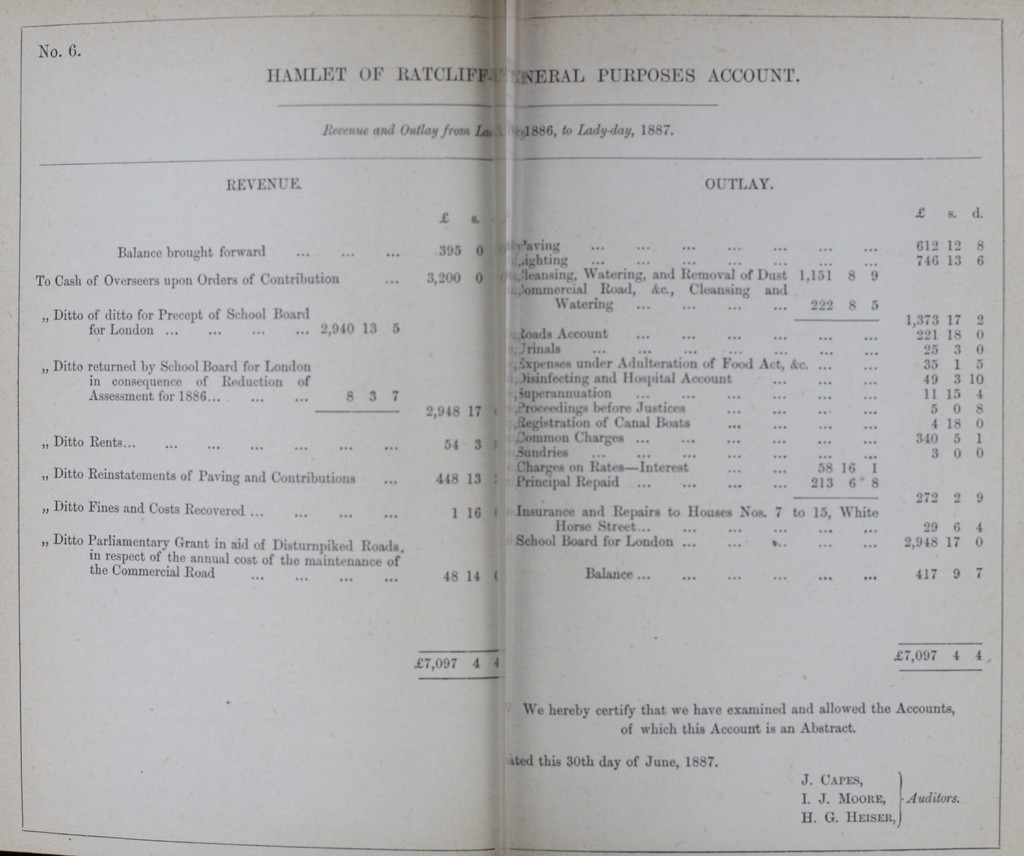 No. 6.
HAMLET OF RATCLIFF. NERAL PURPOSES ACCOUNT.
Revenue and Outlay from 1886, to Lady-day, 1887.
REVENUE.
£ s.
Balance brought forward ... ... ... 395 0
To Cash of Overseers upon Orders of Contribution ... 3,200 0
„ Ditto of ditto for Precept of School Board
for London ... ... ... ... 2,940 13 5
„ Ditto returned by School Board for London
in consequence of Reduction of
Assessment for 1886... ... ... 8 3 7
2,948 17
„ Ditto Rents... ... ... ... ... ... ... 54 3
„ Ditto Reinstatements of Paving and Contributions ... 448 13
„ Ditto Fines and Costs Recovered ... ... ... ... 1 16
„ Ditto Parliamentary Grant in aid of Disturnpiked Roads,
in respect of the annual cost of the maintenance of
the Commercial Road ... ... ... ... 48 14
£7,097 4 4
OUTLAY.
£ s. d.
Paving ... ... ... ... ... ... ... 612 12 8
ighting ... ... ... ... ... ... ... 746 13 6
leansing, Watering, and Removal of Dust 1,151 8 9
ommercial Road, &c., Cleansing and
Watering ... ... ... ... 222 8 5
1,373 17 2
Roads Account ... ... ... ... ... ... 221 18 0
rinals ... ... ... ... ... ... ... 25 3 0
Expenses under Adulteration of Food Act, &c. ... ... 35 1 5
Disinfecting and Hospital Account ... ... ... 49 3 10
Superannuation ... ... ... ... ... ... 11 15 4
Proceedings before Justices ... ... ... ... 5 0 8
Registration of Canal Boats ... ... ... ... 4 18 0
Common Charges ... ... ... ... ... ... 340 5 1
Sundries ... ... ... ... ... ... ... 3 0 0
Charges on Rates—Interest ... ... 58 16 1
Principal Repaid ... ... ... ... 213 6 8
272 2 9
Insurance and Repairs to Houses Nos. 7 to 15, White
Horse Street... ... ... ... ... ... 29 6 4
School Board for London ... ... ... ... ... 2,948 17 0
Balance ... ... ... ... ... ... 417 9 7
£7,097 4 4
We hereby certify that we have examined and allowed the Accounts,
of which this Account is an Abstract.
ated this 30th day of June, 1887.
J. CAPES,
I. J. MOORE,
H. G. HEISER,
Auditors.